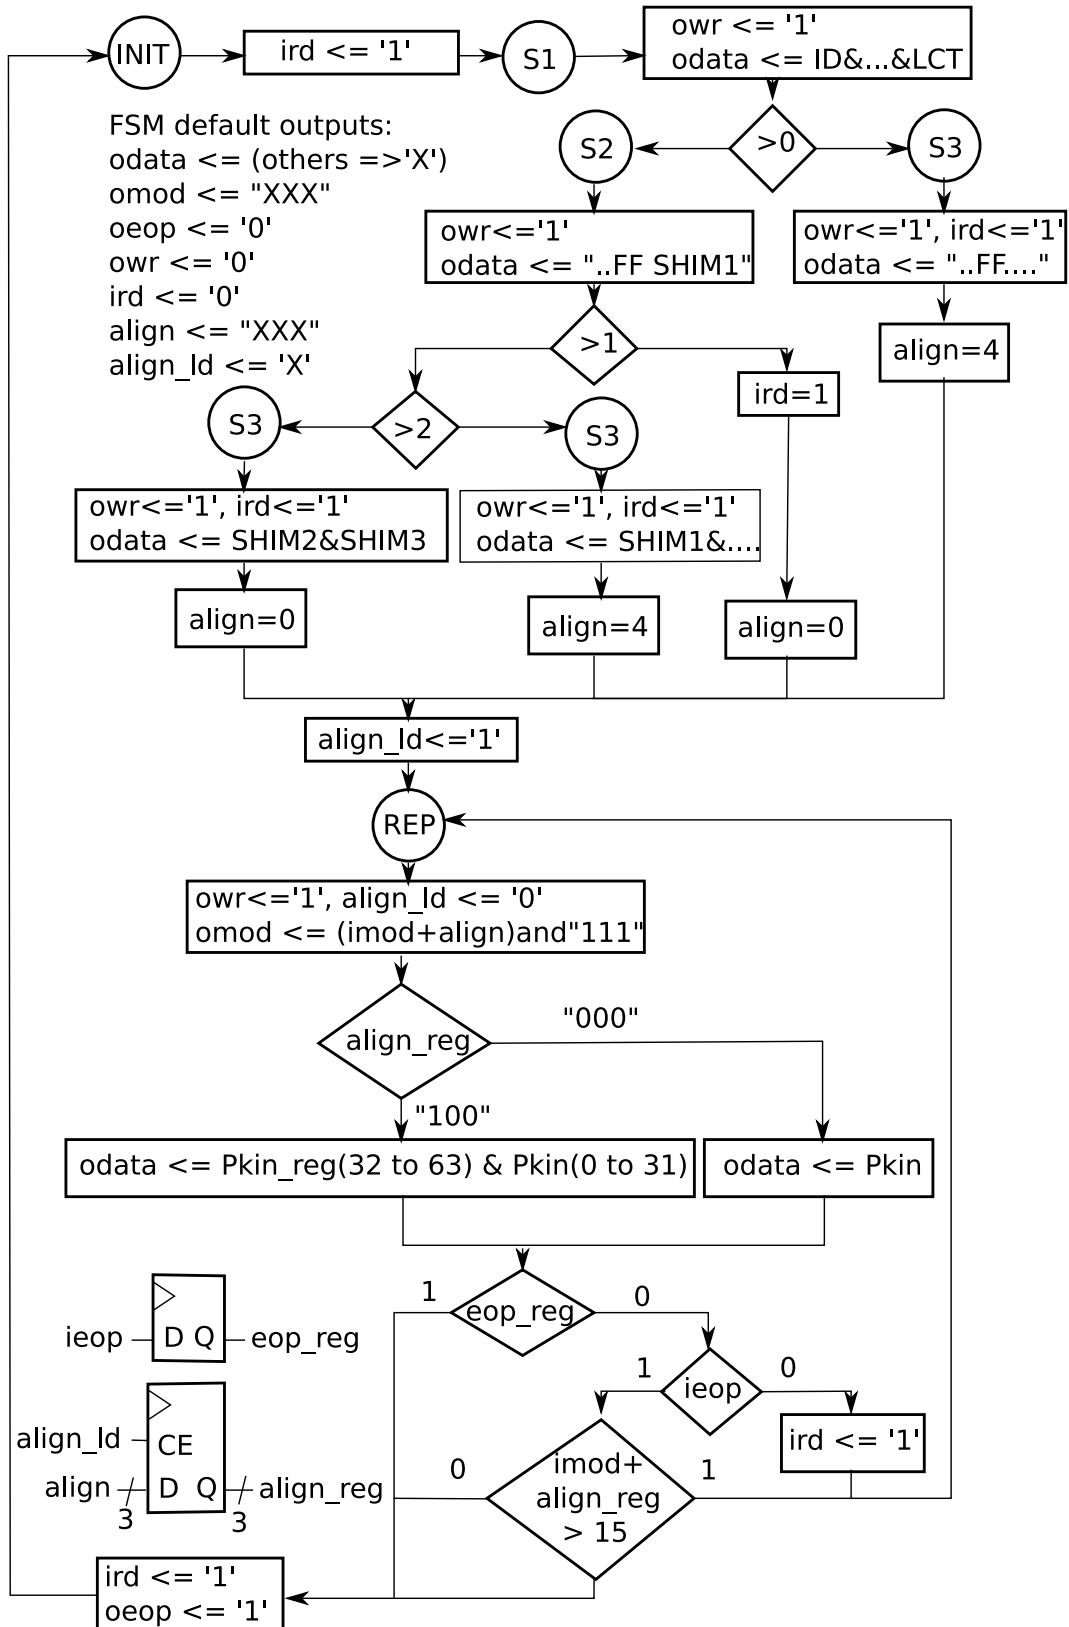 INIT
ird <= '1'
S1
owr <= '1'
odata <= ID&...&LCT
FSM default outputs:
odata <= (others =>'X')
omod <= "XXX"
oeop <= '0'
owr <= '0'
ird <= '0'
align <= "XXX"
align_ld <= 'X'
S2
>0
S3
owr<='1'
odata <= "..FF SHIM1"
owr<='1', ird<='1'
odata <= "..FF...."
>1
align=4
ird=1
S3
>2
S3
owr<='1', ird<='1'
odata <= SHIM2&SHIM3
owr<='1', ird<='1'
odata <= SHIM1&....
align=0
align=4
align=0
align_ld<='1'
REP
owr<='1', align_ld <= '0'
omod <= (imod+align)and"111"
align_reg
"000"
"100"
odata <= Pkin_reg(32 to 63) & Pkin(0 to 31)
odata <= Pkin
1
eop_reg
0
ieop
D Q
eop_reg
1
ieop
0
ird <= '1'
align_ld
CE
align
D Q
align_reg
3
3
0
imod+
align_reg
> 15
1
ird <= '1'
oeop <= '1'